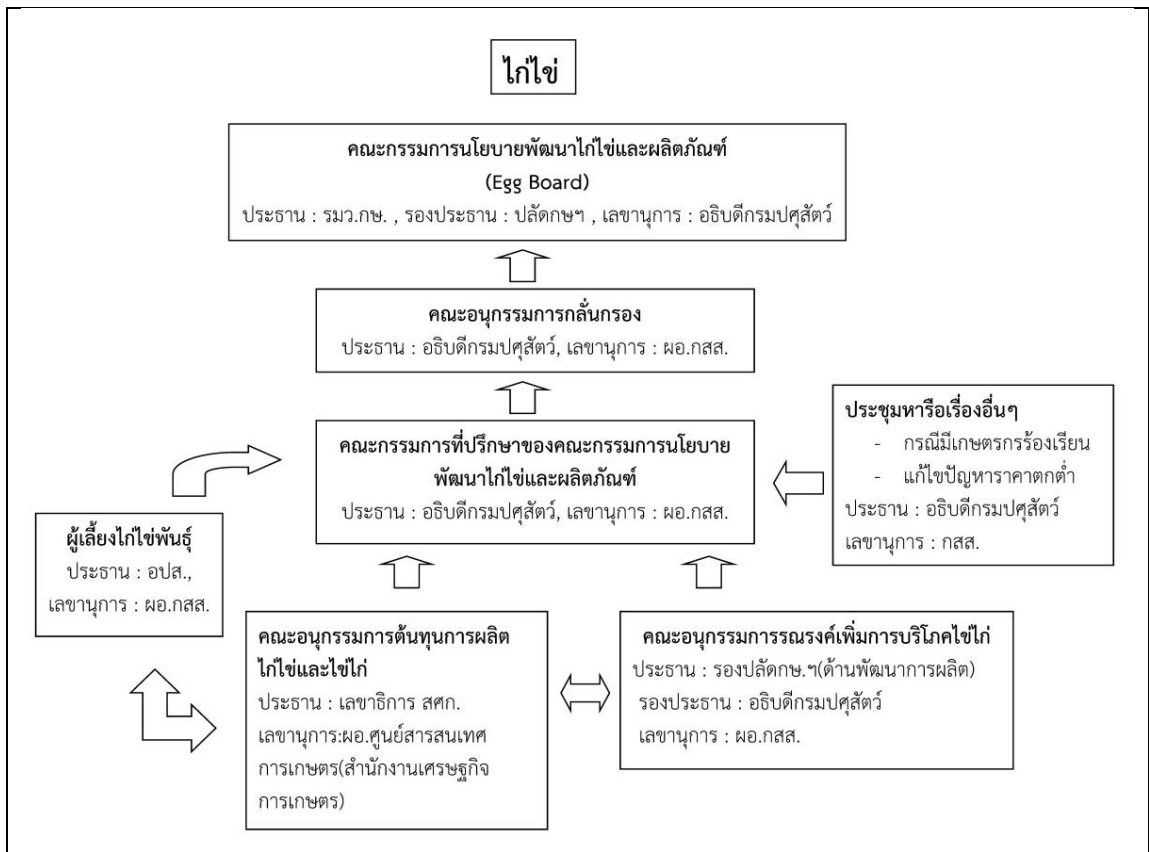 ไก่ไข่
คณะกรรมการนโยบายพัฒนาไก่ไข่และผลิตภัณฑ์
(Egg Board)
ประธาน : รมว.กษ. , รองประธาน : ปลัดกษฯ , เลขานุการ : อธิบดีกรมปศุสัตว์
คณะอนุกรรมการกลั่นกรอง
ประธาน : อธิบดีกรมปศุสัตว์, เลขานุการ : ผอ.กสส.
คณะกรรมการที่ปรึกษาของคณะกรรมการนโยบาย
พัฒนาไก่ไข่และผลิตภัณฑ์
ประธาน : อธิบดีกรมปศุสัตว์, เลขานุการ : ผอ.กสส.
ประชุมหารือเรื่องอื่นๆ
- กรณีมีเกษตรกรร้องเรียน
- แก้ไขปัญหาราคาตกต่ำ
ประธาน : อธิบดีกรมปศุสัตว์
เลขานุการ : กสส.
ผู้เลี้ยงไก่ไข่พันธุ์
ประธาน : อปส.,
เลขานุการ : ผอ.กสส.
คณะอนุกรรมการต้นทุนการผลิต
ไก่ไข่และไข่ไก่
ประธาน : เลขาธิการ สศก.
เลขานุการ:ผอ.ศูนย์สารสนเทศ
การเกษตร(สำนักงานเศรษฐกิจ
การเกษตร)
คณะอนุกรรมการรณรงค์เพิ่มการบริโภคไข่ไก่
ประธาน : รองปลัดกษ.ฯ(ด้านพัฒนาการผลิต)
รองประธาน : อธิบดีกรมปศุสัตว์
เลขานุการ : ผอ.กสส.